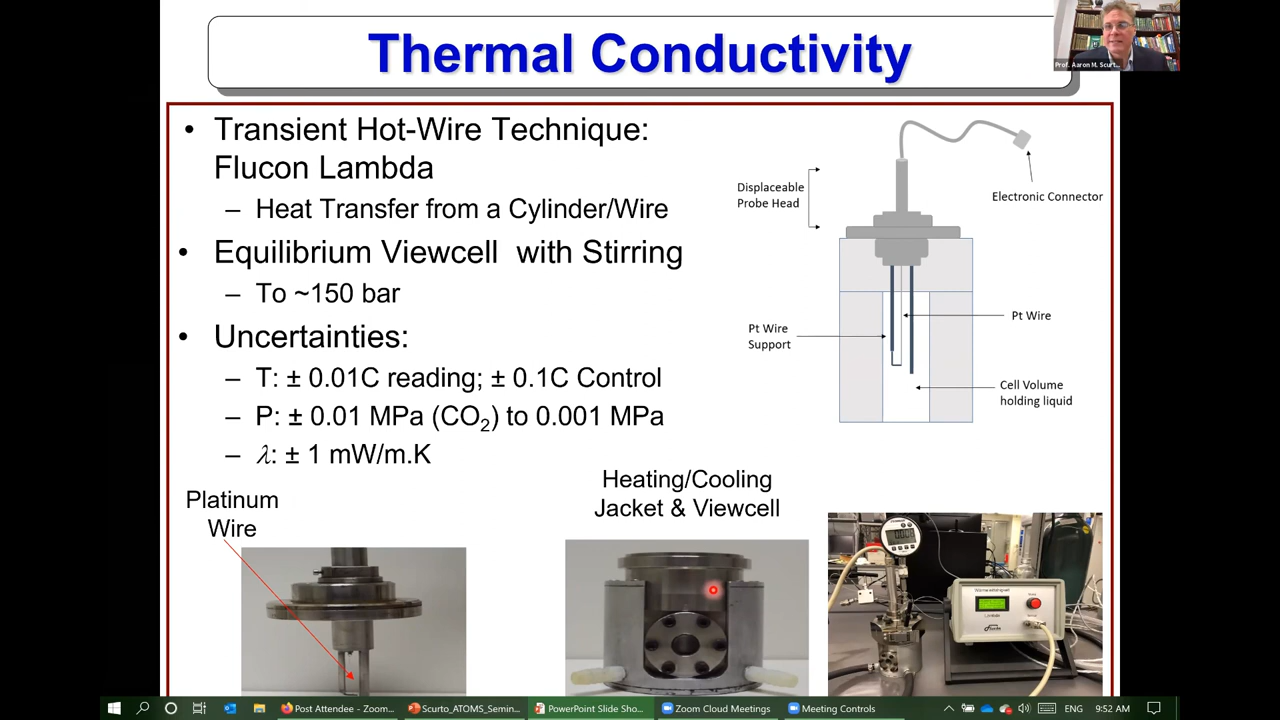 Thermal Conductivity
Prof. Aaron M. Scurt...
• Transient Hot-Wire Technique:
Flucon Lambda
– Heat Transfer from a Cylinder/Wire
• Equilibrium Viewcell with Stirring
– To ~150 bar
• Uncertainties:
– T: ± 0.01C reading; ± 0.1C Control
– P: ± 0.01 MPa (CO₂) to 0.001 MPa
– λ: ± 1 mW/m.K
Displaceable
Probe Head
Electronic Connector
Pt Wire
Pt Wire
Support
Cell Volume
holding liquid
Platinum
Wire
Heating/Cooling
Jacket & Viewcell
Post Attendee - Zoom...
Scurto_ATOMS_Semin...
PowerPoint Slide Sho...
Zoom Cloud Meetings
Meeting Controls
ENG
9:52 AM